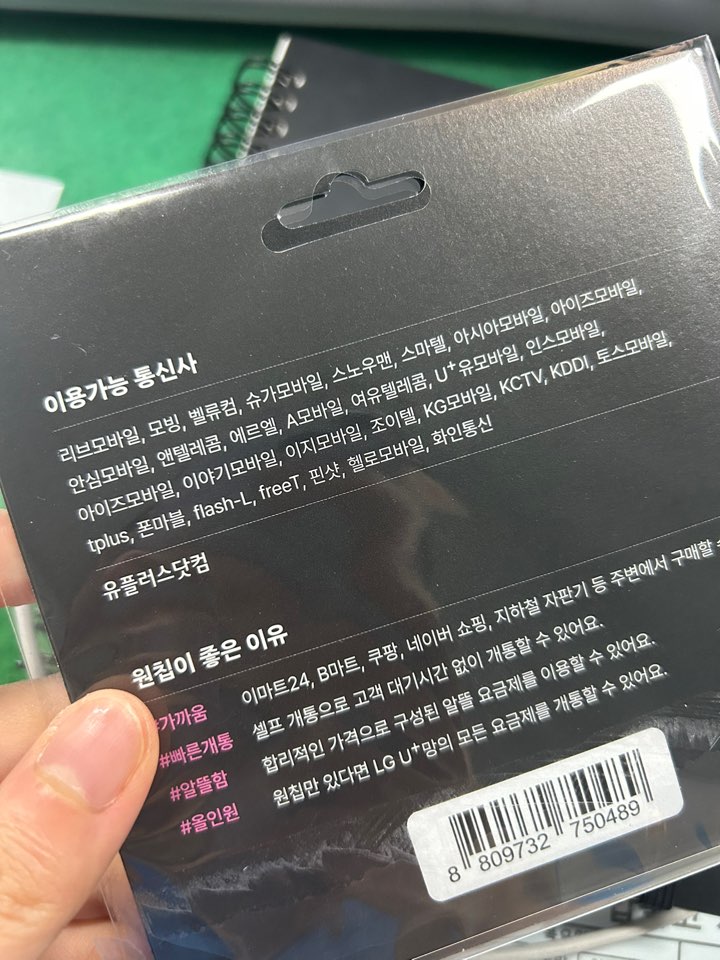 이용가능 통신사
리브모바일, 모빙, 벨류컴, 슈가모바일, 스노우맨, 스마텔, 아시아모바일, 아이즈모바일,
안심모바일, 앤텔레콤, 에르엘, A모바일, 여유텔레콤, U+유모바일, 인스모바일,
아이즈모바일, 이야기모바일, 이지모바일, 조이텔, KG모바일, KCTV, KDDI, 토스모바일,
tplus, 폰마블, flash-L, freeT, 핀샷, 헬로모바일, 화인통신
유플러스닷컴
원칩이 좋은 이유
#가까움 이마트24, B마트, 쿠팡, 네이버 쇼핑, 지하철 자판기 등 주변에서 구매할
#빠른개통 셀프 개통으로 고객 대기시간 없이 개통할 수 있어요.
#알뜰함 합리적인 가격으로 구성된 알뜰 요금제를 이용할 수 있어요.
#올인원 원칩만 있다면 LG U+망의 모든 요금제를 개통할 수 있어요.
8 809732 750489